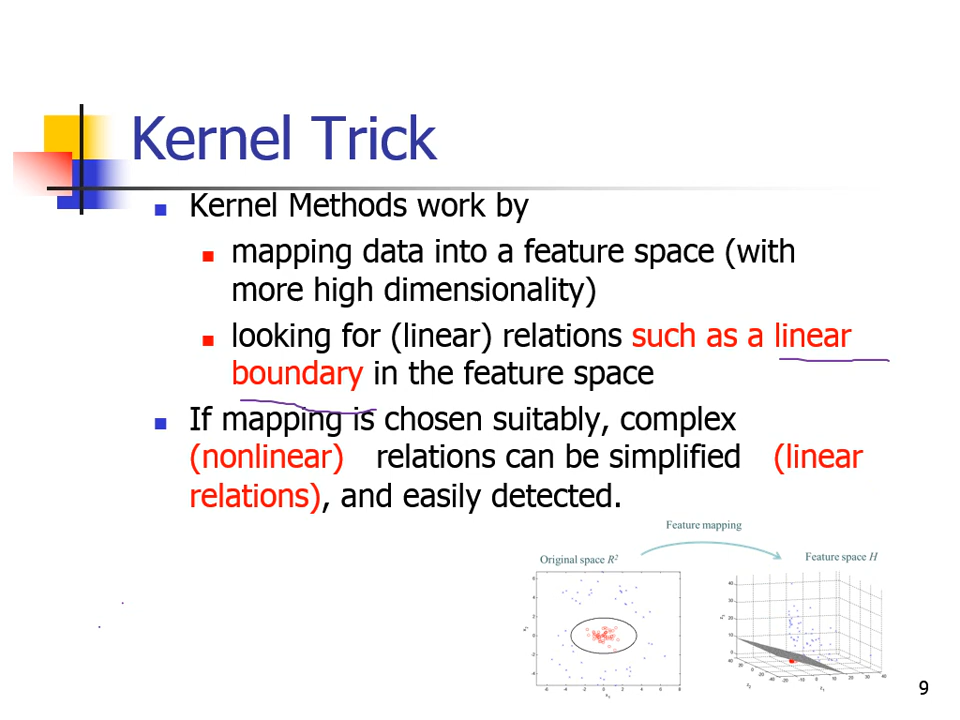 Kernel Trick
Kernel Methods work by
mapping data into a feature space (with
more high dimensionality)
looking for (linear) relations such as a linear
boundary in the feature space
If mapping is chosen suitably, complex
(nonlinear) relations can be simplified (linear
relations), and easily detected.
Feature mapping
Original space R²
Feature space H
9